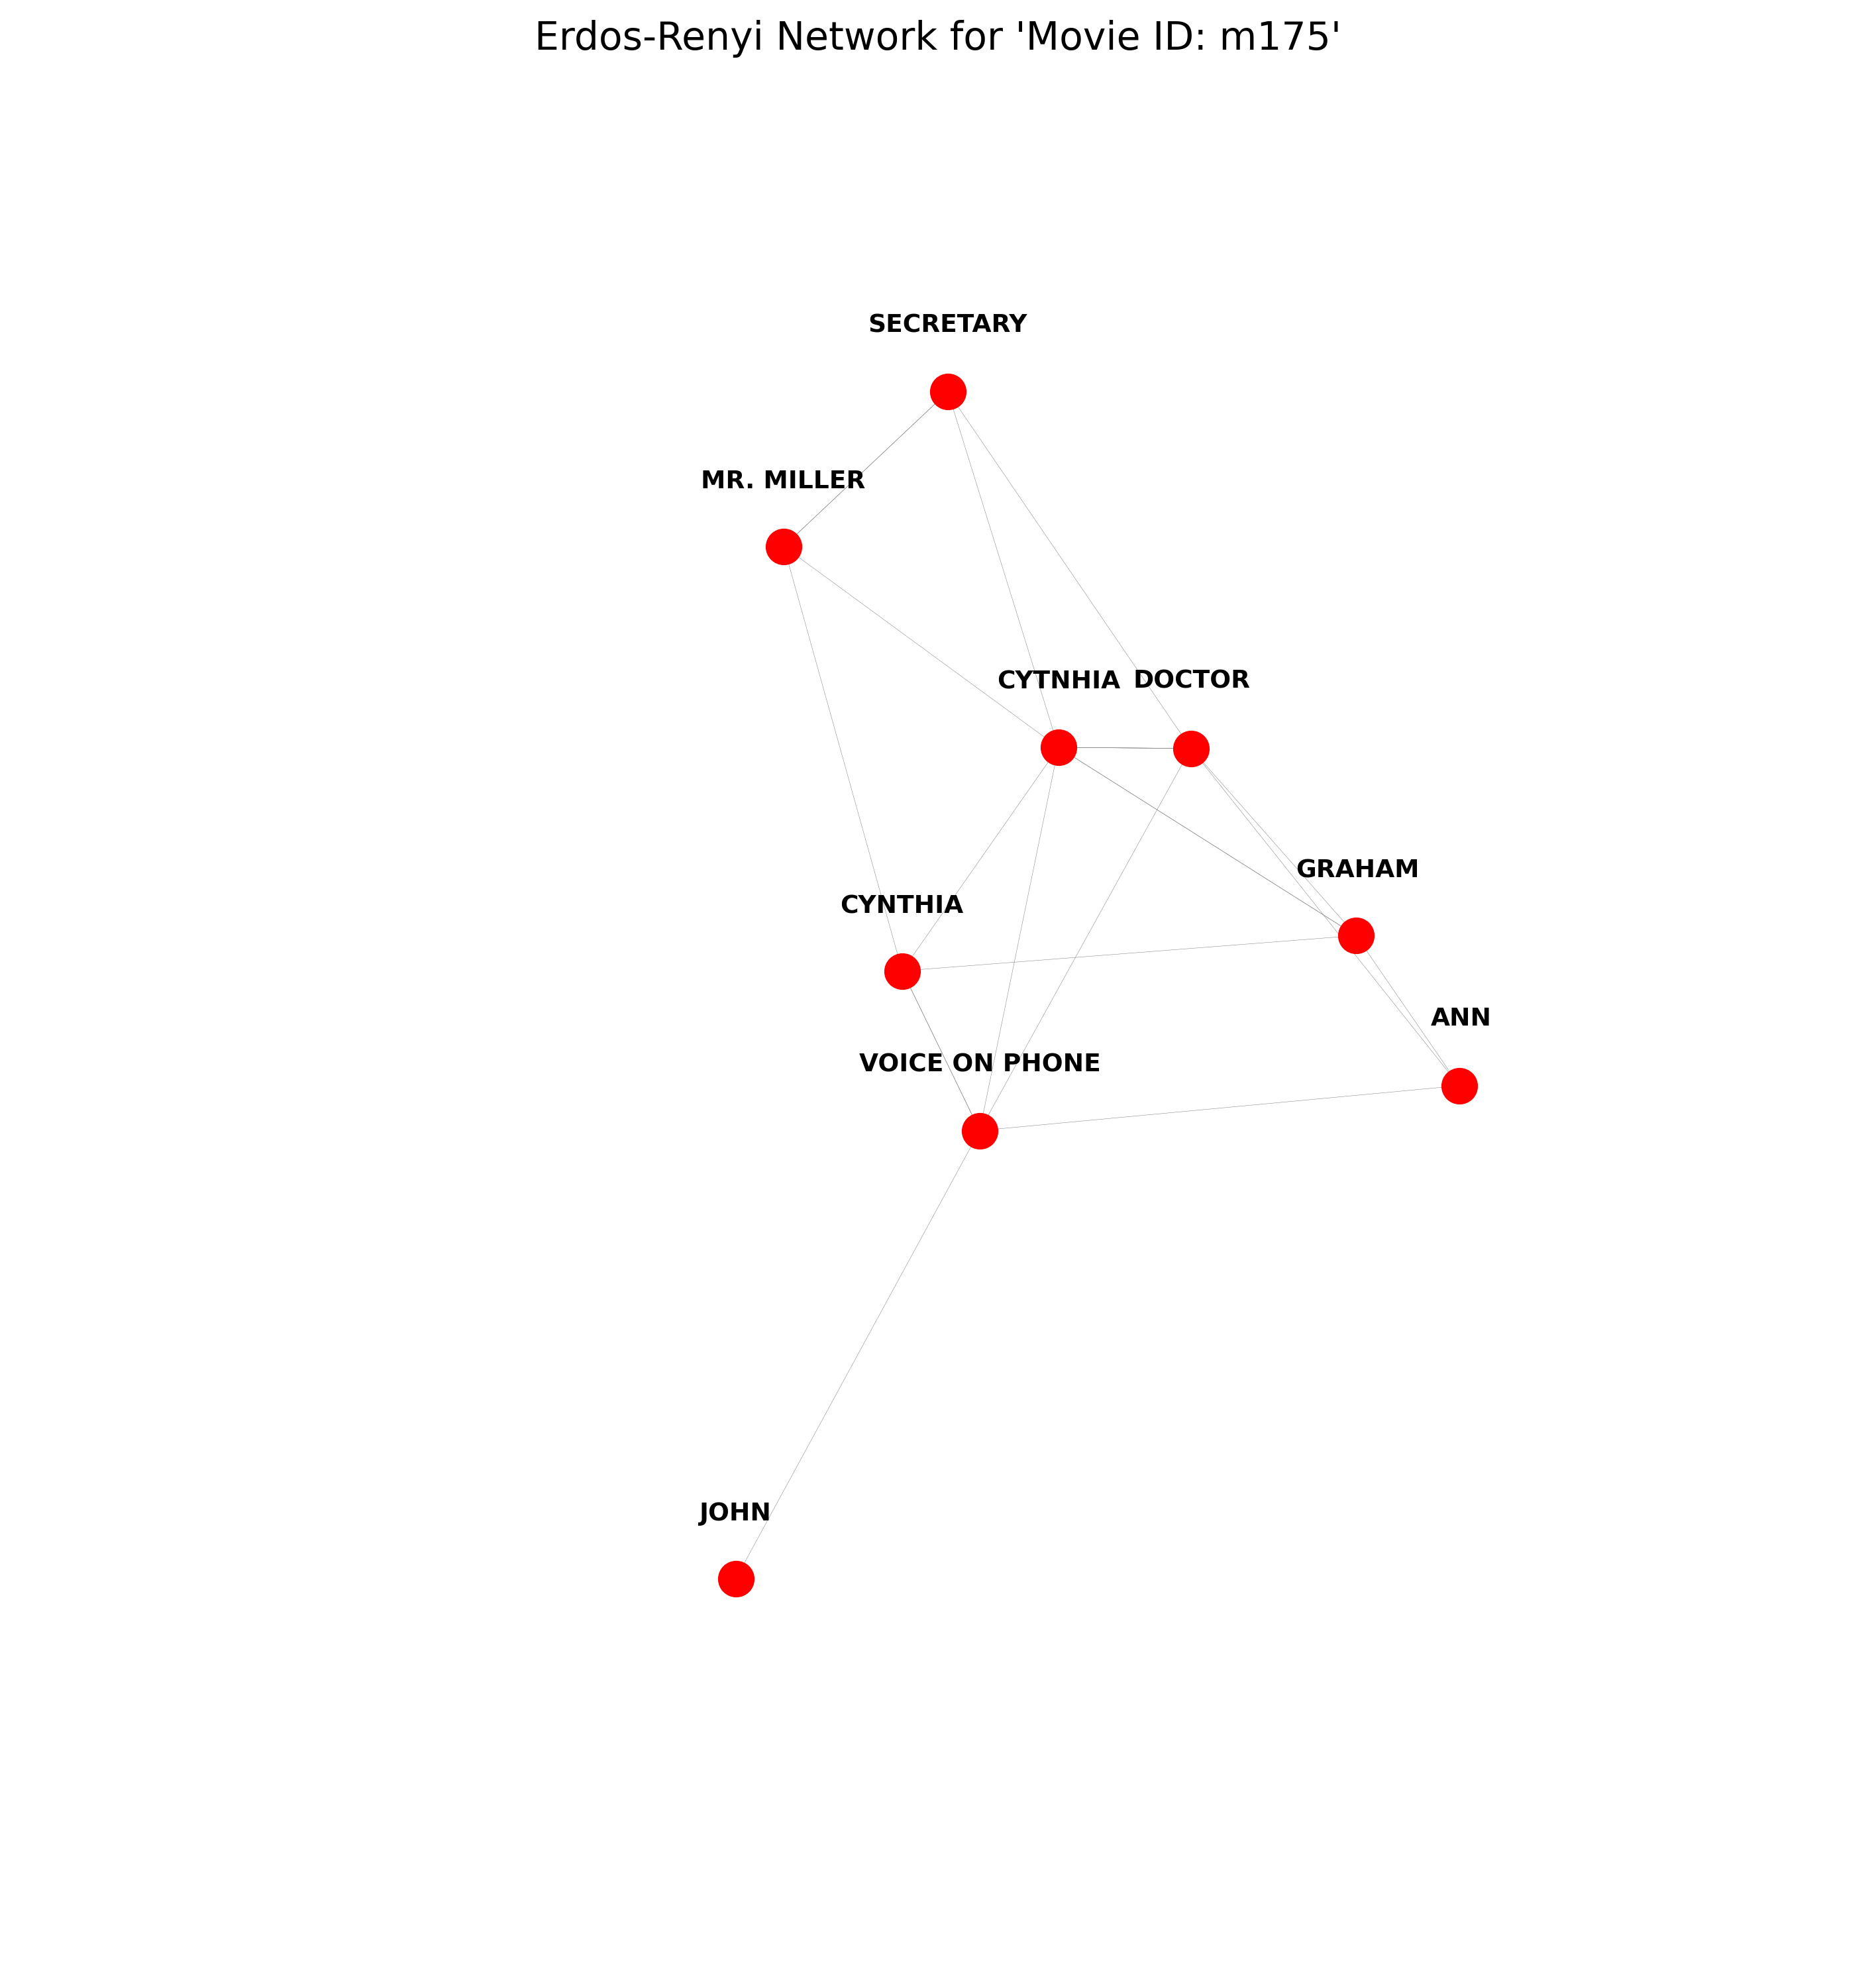 Erdos-Renyi Network for 'Movie ID: m175'
SECRETARY
MR. MILLER
CYTNHIA
DOCTOR
GRAHAM
CYNTHIA
ANN
VOICE ON PHONE
JOHN